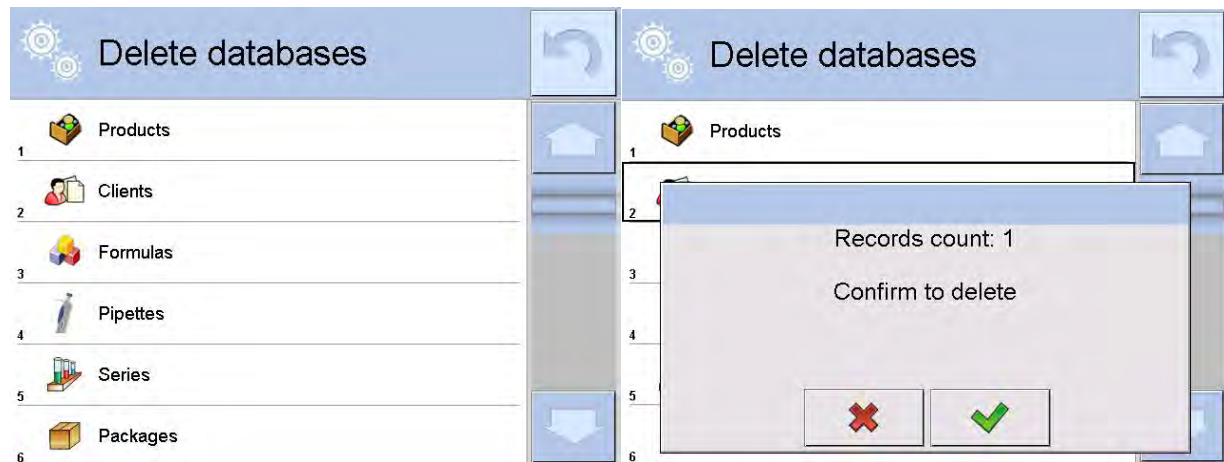 Delete databases
1 Products
2 Clients
3 Formulas
4 Pipettes
5 Series
6 Packages
Delete databases
1 Products
2
Records count: 1
Confirm to delete
3
4
5
6